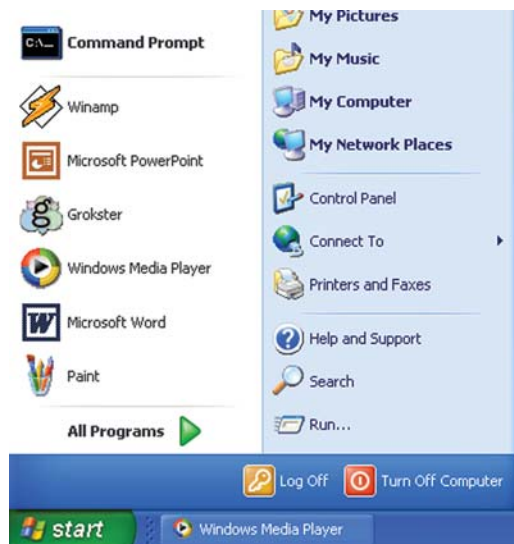 C:\_
Command Prompt
Winamp
Microsoft PowerPoint
g
Grokster
Windows Media Player
W
Microsoft Word
Paint
All Programs
My Pictures
My Music
My Computer
My Network Places
Control Panel
Connect To
Printers and Faxes
?
Help and Support
Search
Run...
Log Off
Turn Off Computer
start
Windows Media Player